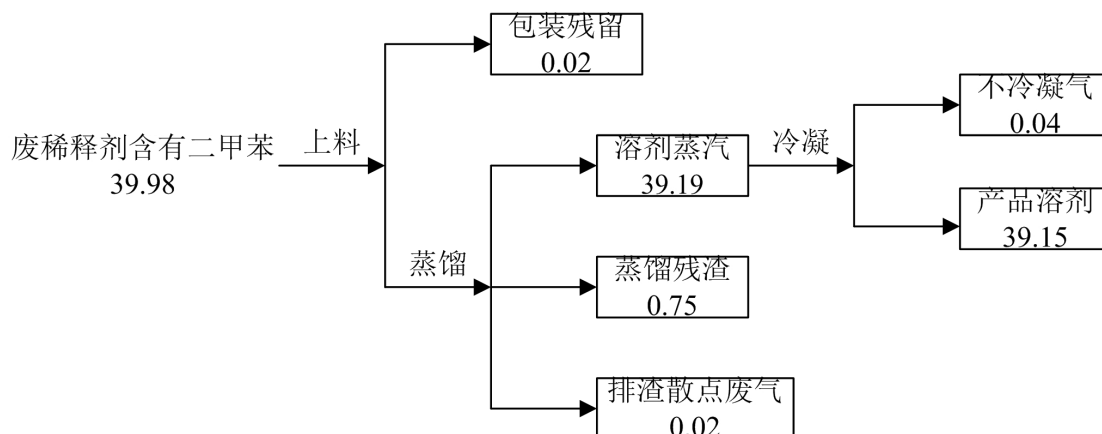 包装残留
0.02
废稀释剂含有二甲苯
39.98
上料
蒸馏
溶剂蒸汽
39.19
冷凝
不冷凝气
0.04
产品溶剂
39.15
蒸馏残渣
0.75
排渣散点废气
0.02